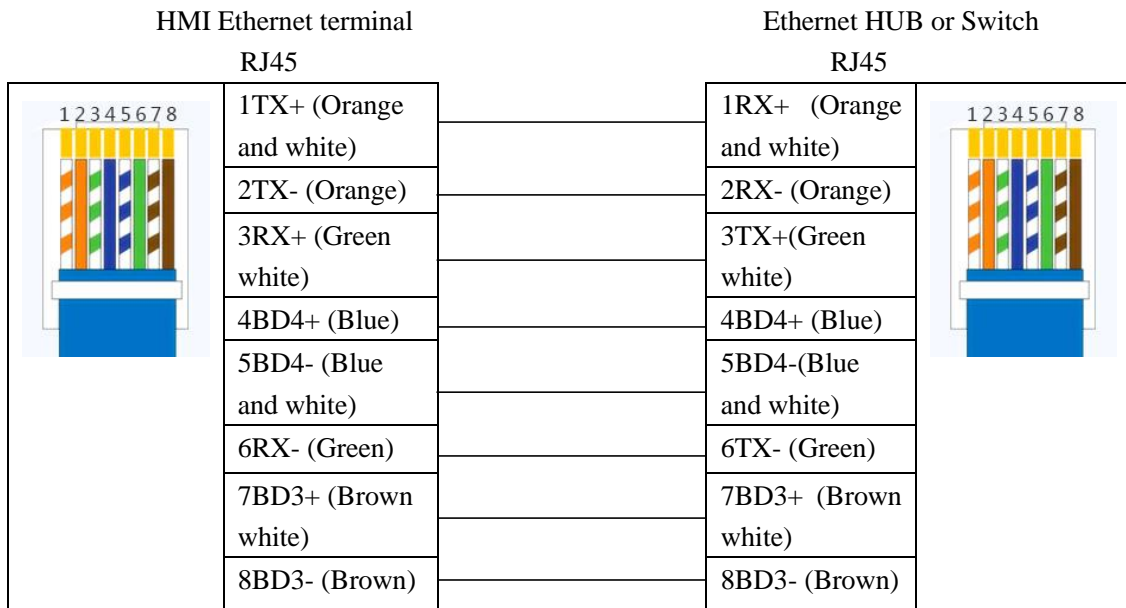 HMI Ethernet terminal
Ethernet HUB or Switch
RJ45
RJ45
12345678
1TX+ (Orange
and white)
1RX+ (Orange
and white)
12345678
2TX- (Orange)
2RX- (Orange)
3RX+ (Green
white)
3TX+(Green
white)
4BD4+ (Blue)
4BD4+ (Blue)
5BD4- (Blue
and white)
5BD4-(Blue
and white)
6RX- (Green)
6TX- (Green)
7BD3+ (Brown
white)
7BD3+ (Brown
white)
8BD3- (Brown)
8BD3- (Brown)